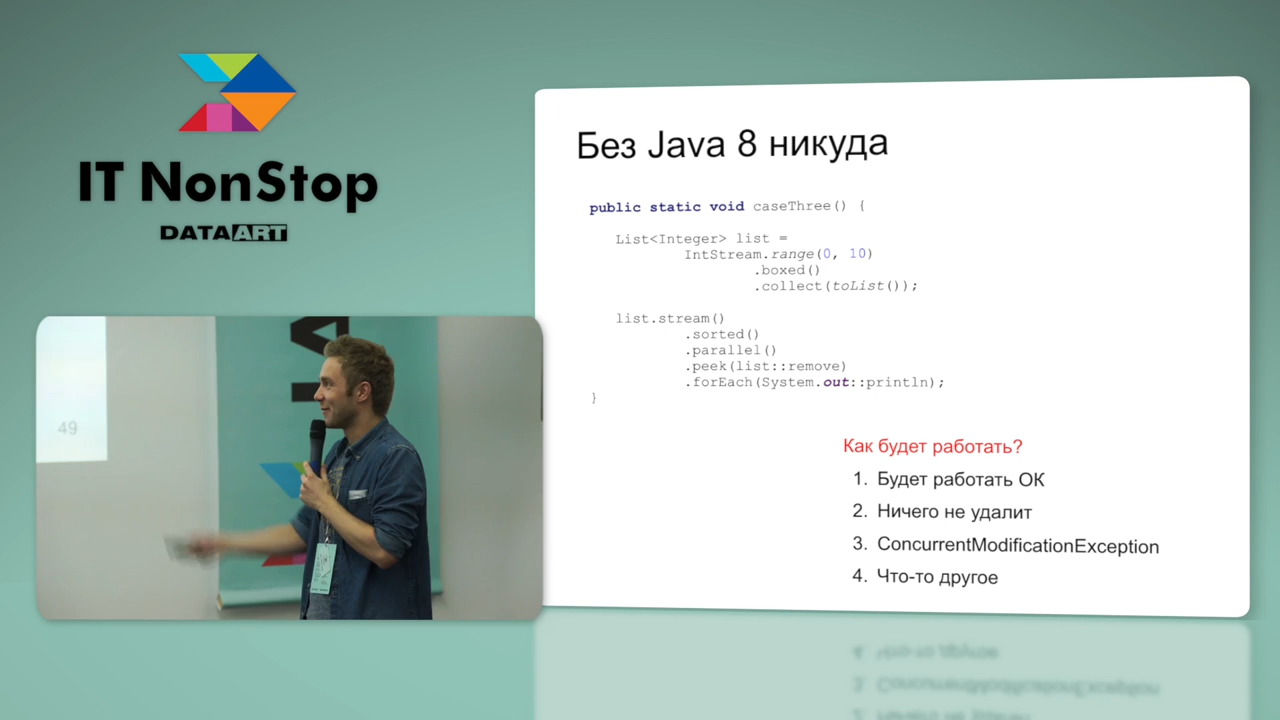 IT NonStop
DATAART
49
Без Java 8 никуда
public static void caseThree() {
List<Integer> list =
IntStream.range(0, 10)
.boxed()
.collect(toList());
list.stream()
.sorted()
.parallel()
.peek(list::remove)
.forEach(System.out::println);
}
Как будет работать?
1. Будет работать ОК
2. Ничего не удалит
3. ConcurrentModificationException
4. Что-то другое